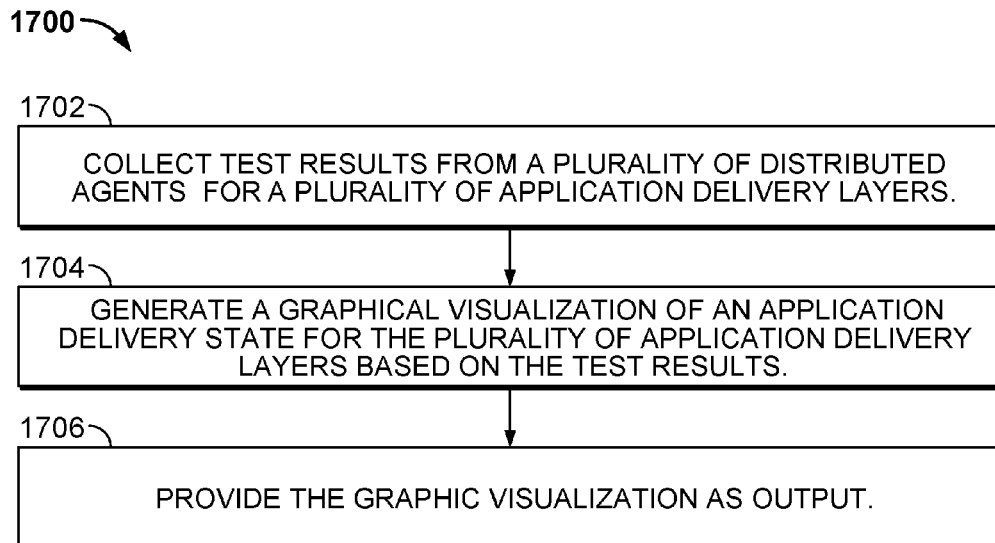 1700
1702
COLLECT TEST RESULTS FROM A PLURALITY OF DISTRIBUTED
AGENTS FOR A PLURALITY OF APPLICATION DELIVERY LAYERS.
1704
GENERATE A GRAPHICAL VISUALIZATION OF AN APPLICATION
DELIVERY STATE FOR THE PLURALITY OF APPLICATION DELIVERY
LAYERS BASED ON THE TEST RESULTS.
1706
PROVIDE THE GRAPHIC VISUALIZATION AS OUTPUT.